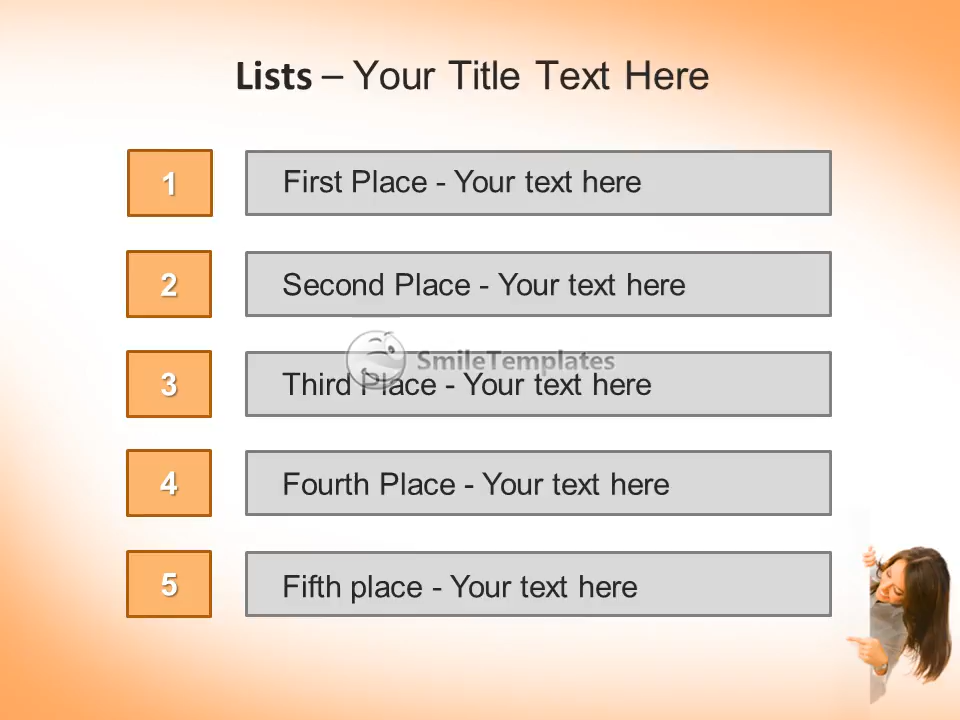 Lists – Your Title Text Here
1
First Place - Your text here
2
Second Place - Your text here
SmileTemplates
3
Third Place - Your text here
4
Fourth Place - Your text here
5
Fifth place - Your text here